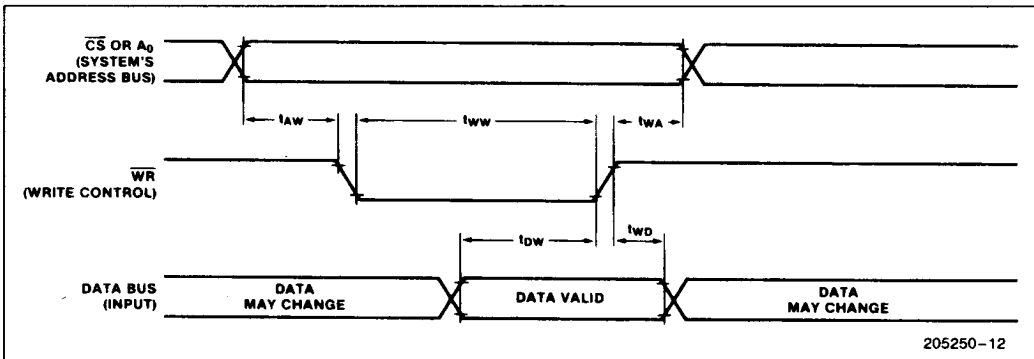 CS OR A0
(SYSTEM'S
ADDRESS BUS)
tAW
tWW
tWA
WR
(WRITE CONTROL)
tDW
tWD
DATA BUS
(INPUT)
DATA
MAY CHANGE
DATA VALID
DATA
MAY CHANGE
205250-12